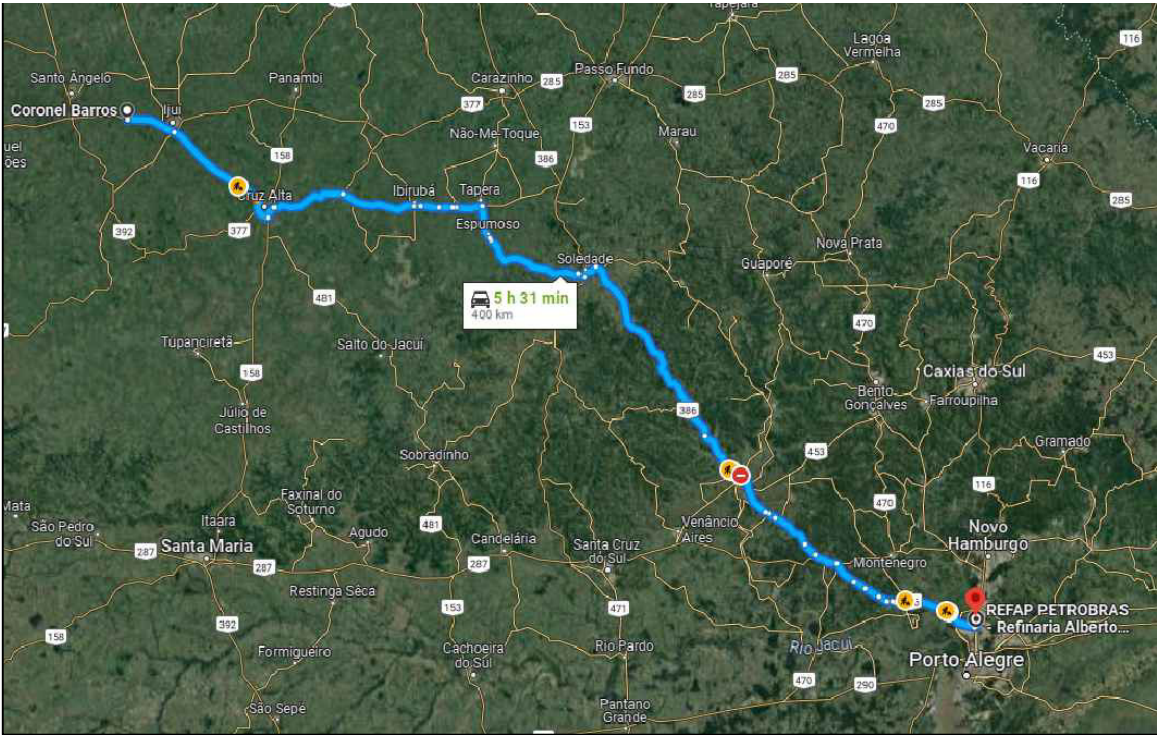 Tapejara
Lagoa
Vermelha
116
Santo Ângelo
Panambi
Carazinho
285
Passo Fundo
285
285
377
Coronel Barros
Ijuí
153
470
Não-Me-Toque
Marau
uel
ões
158
386
Vacaria
116
285
Cruz Alta
Ibirubá
Tapera
392
377
Espumoso
Nova Prata
Soledade
Guaporé
5 h 31 min
400 km
481
470
Tupanciretã
Salto do Jacuí
453
158
Caxias do Sul
Bento
Gonçalves
Farroupilha
Júlio de
Castilhos
386
Sobradinho
453
Gramado
116
Mata
Faxinal do
Soturno
470
São Pedro
do Sul
Itaara
481
Venâncio
Aires
Novo
Hamburgo
Agudo
Candelária
Santa Cruz
do Sul
287
Santa Maria
287
287
Montenegro
Restinga Sêca
153
471
REFAP PETROBRAS
- Refinaria Alberto....
392
158
Formigueiro
Cachoeira
do Sul
Rio Pardo
Rio Jacuí
Porto Alegre
470
290
São Sepé
Pantano
Grande